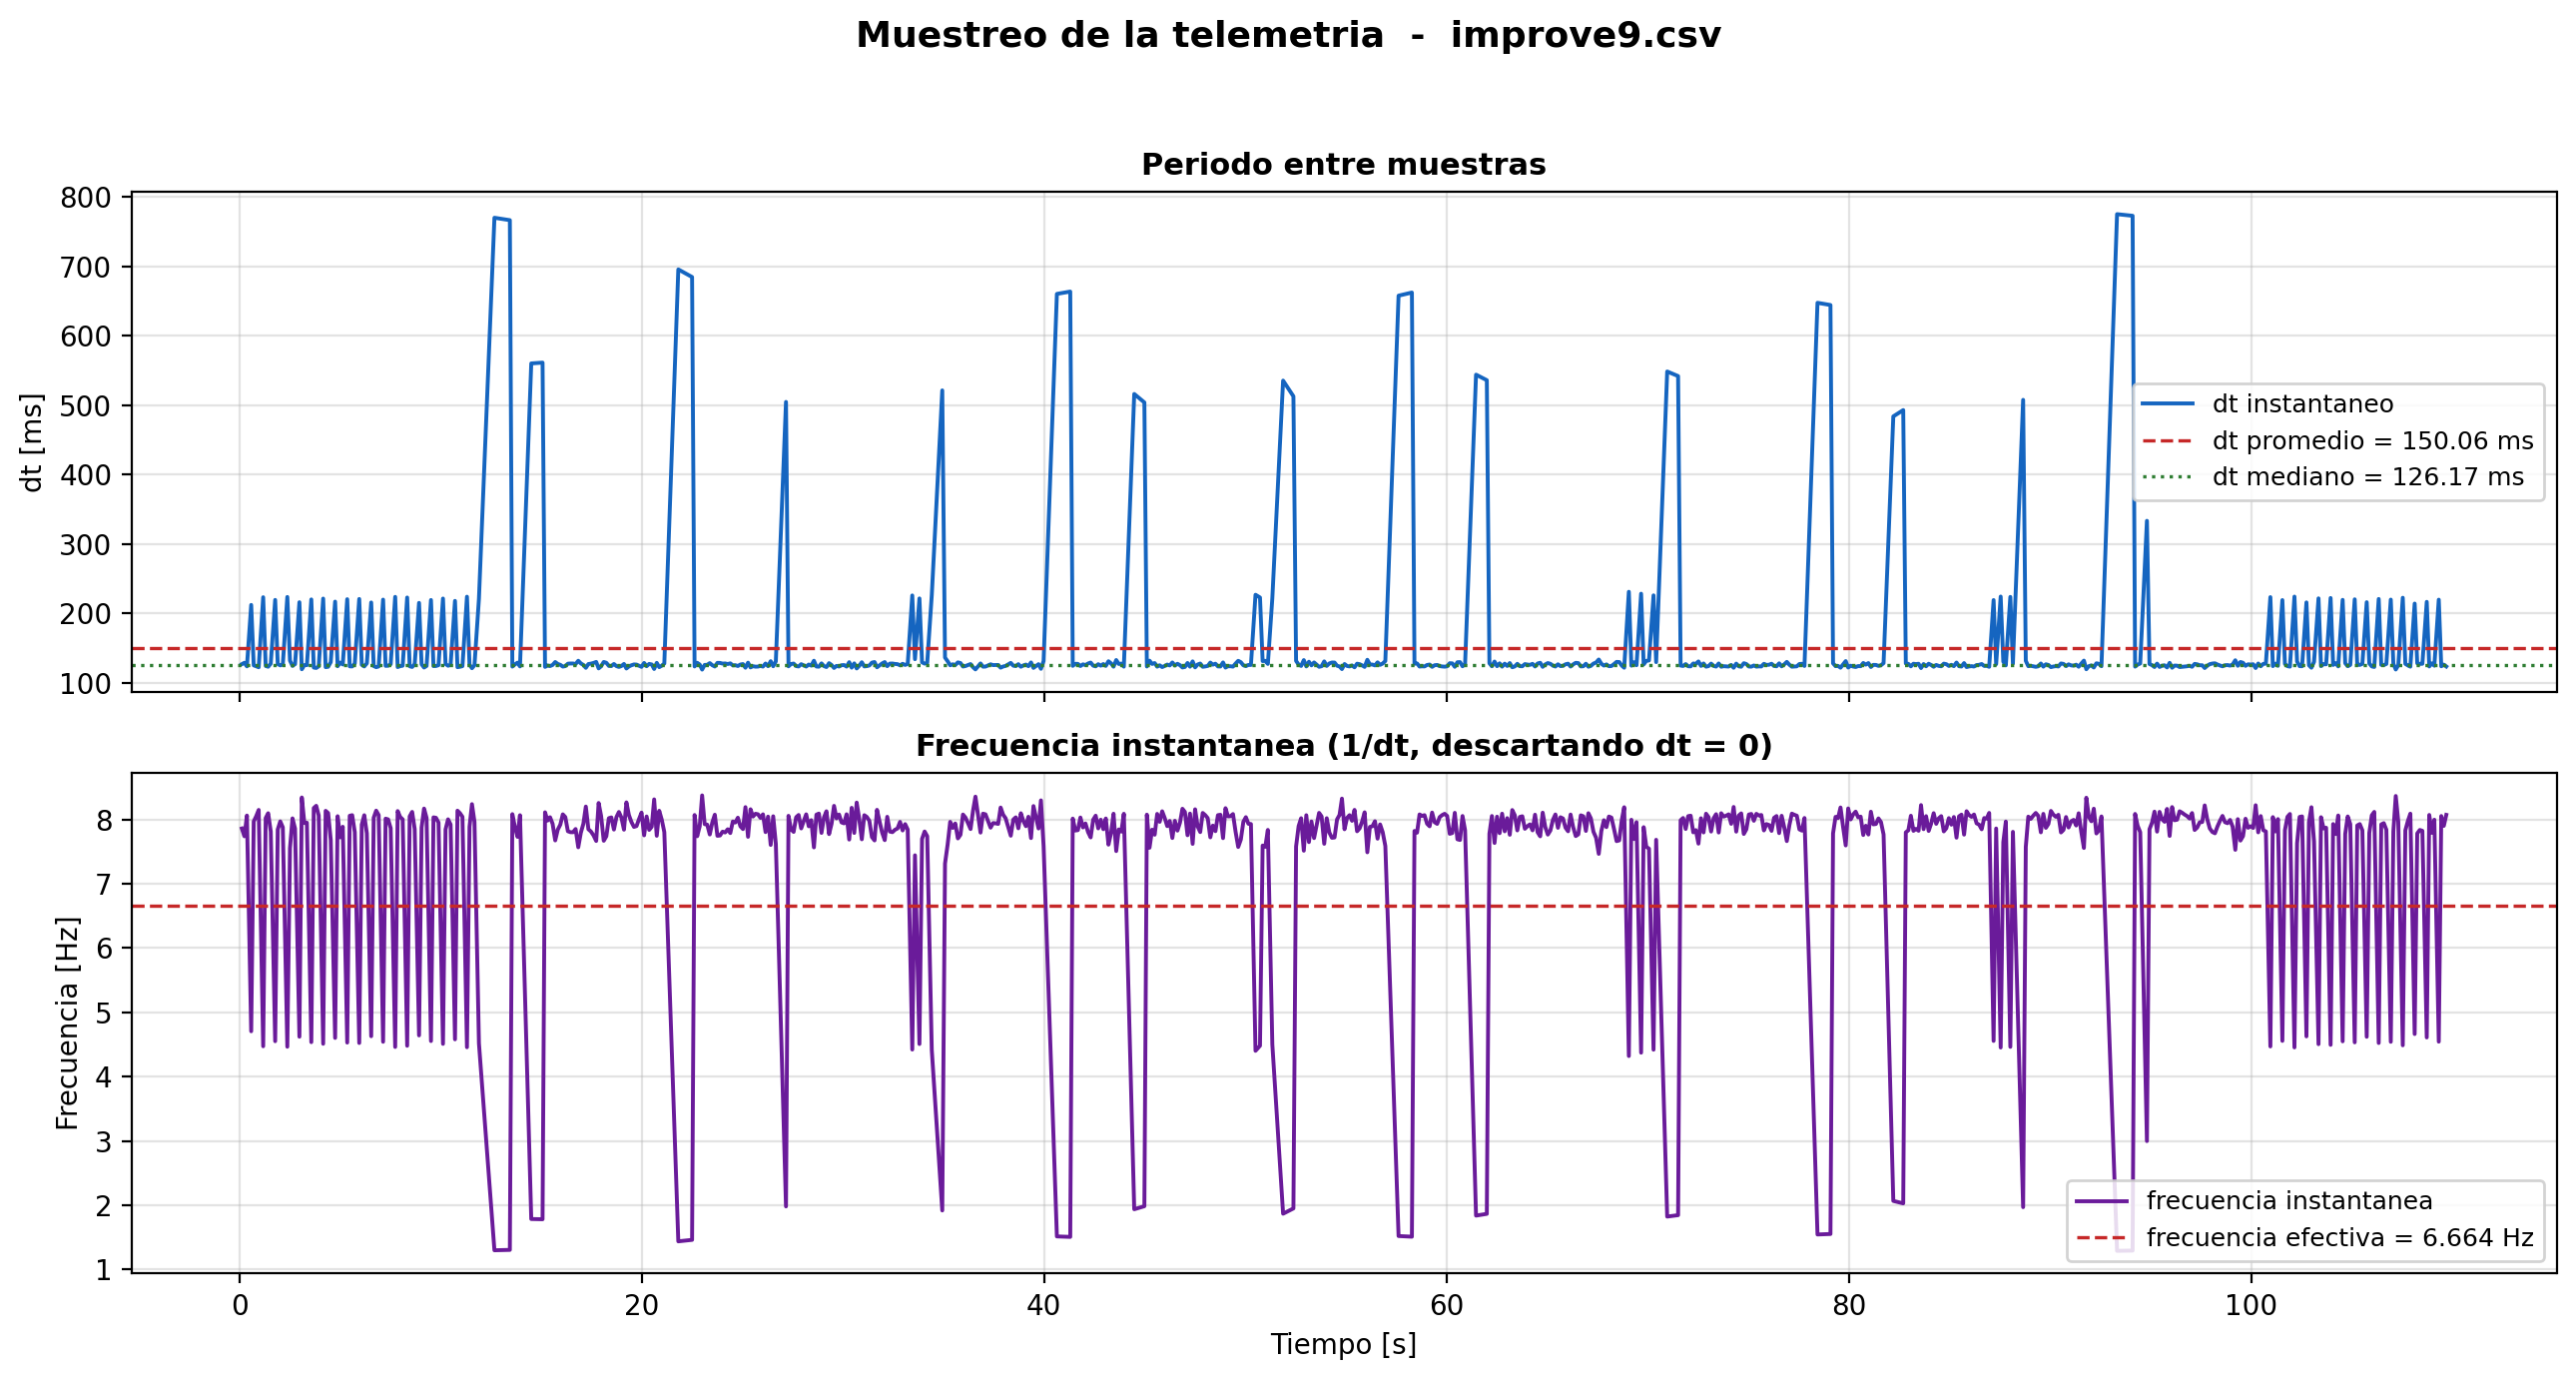 Muestreo de la telemetria  -  improve9.csv
Periodo entre muestras
800
700
600
500
400
300
200
100
dt [ms]
dt instantaneo
dt promedio = 150.06 ms
dt mediano = 126.17 ms
Frecuencia instantanea (1/dt, descartando dt = 0)
8
7
6
5
4
3
2
1
Frecuencia [Hz]
frecuencia instantanea
frecuencia efectiva = 6.664 Hz
0 20 40 60 80 100
Tiempo [s]